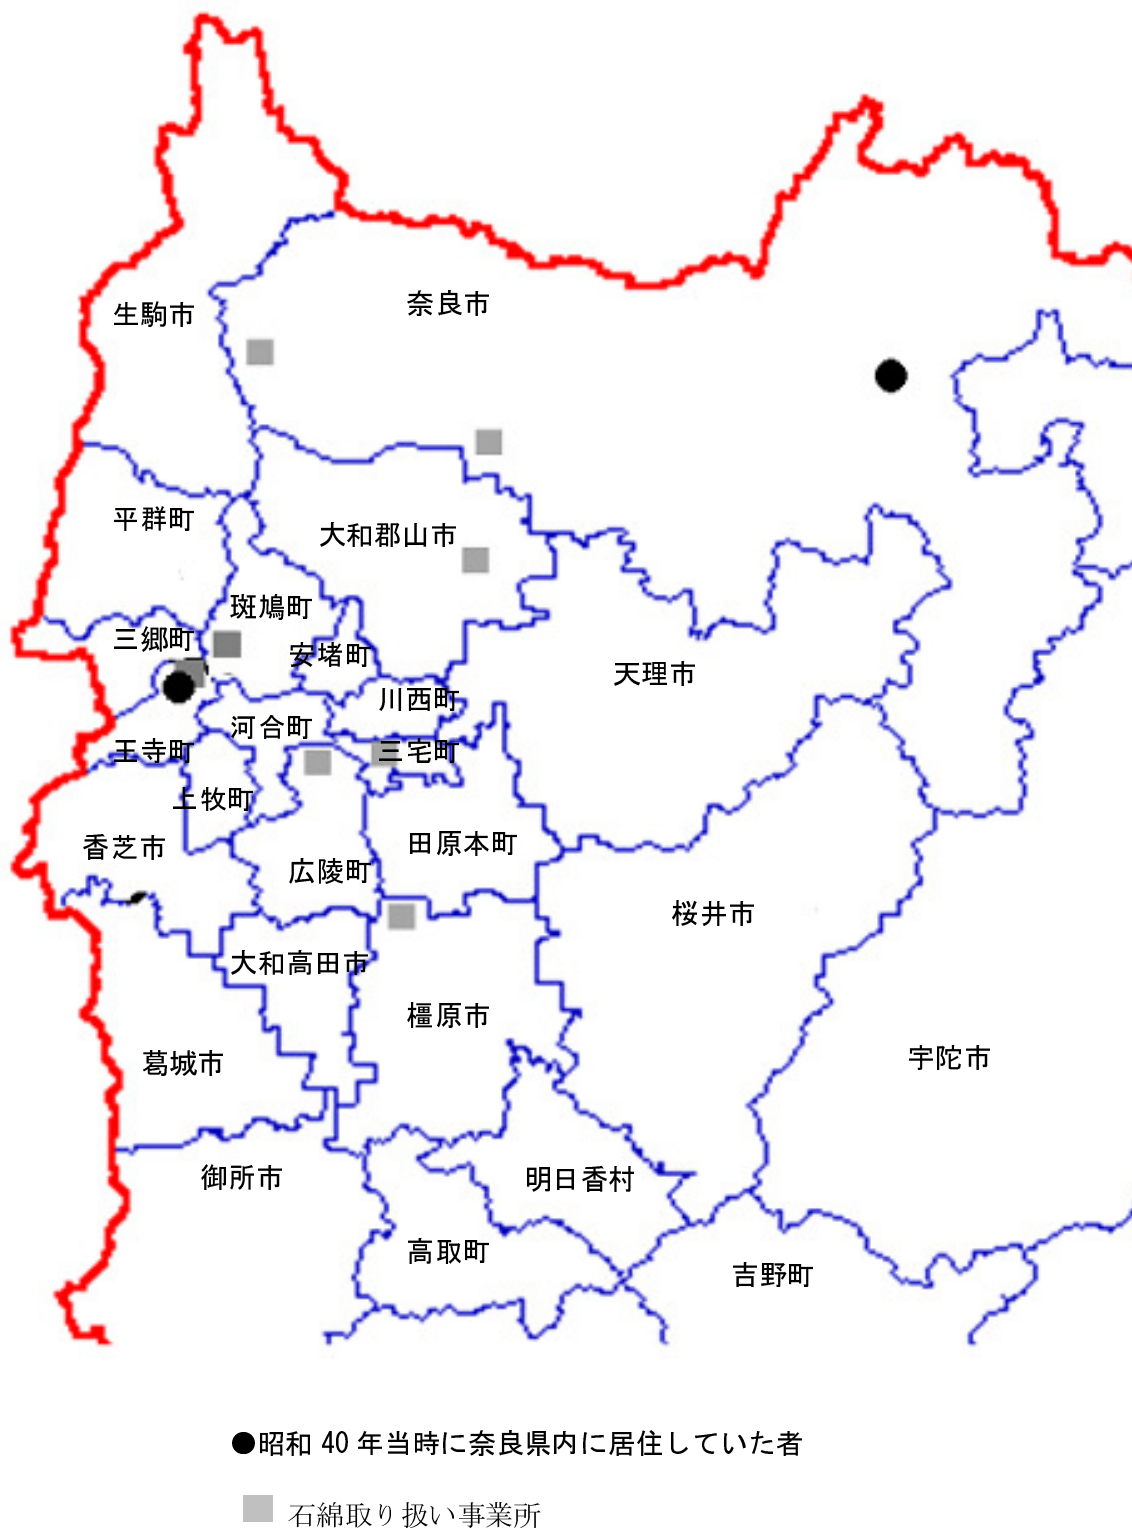 奈良市
生駒市
平群町
大和郡山市
斑鳩町
三郷町
安堵町
天理市
川西町
河合町
王寺町
三宅町
上牧町
香芝市
田原本町
広陵町
桜井市
大和高田市
橿原市
葛城市
宇陀市
御所市
明日香村
高取町
吉野町
●昭和 40 年当時に奈良県内に居住していた者
石綿取り扱い事業所